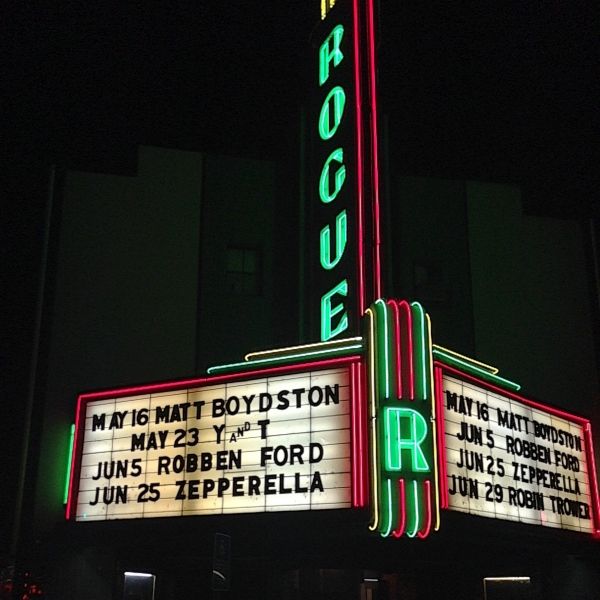 ROGUE
MAY 16 MATT BOYDSTON
MAY 23 Y AND T
JUN 5 ROBBEN FORD
JUN 25 ZEPPERELLA
R
MAY 16 MATT BOYDSTON
JUN 5 ROBBEN FORD
JUN 25 ZEPPERELLA
JUN 29 ROBIN TROWER